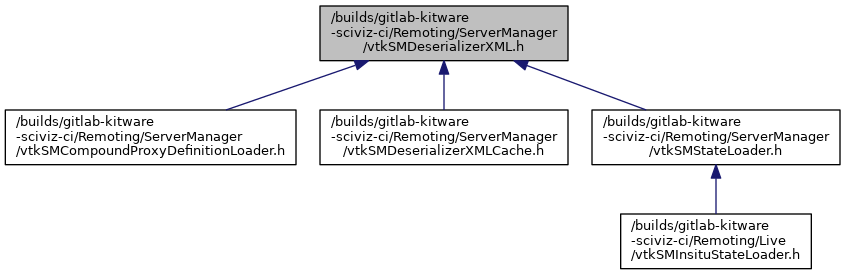 /builds/gitlab-kitware
-sciviz-ci/Remoting/ServerManager
/vtkSMDeserializerXML.h
/builds/gitlab-kitware
-sciviz-ci/Remoting/ServerManager
/vtkSMCompoundProxyDefinitionLoader.h
/builds/gitlab-kitware
-sciviz-ci/Remoting/ServerManager
/vtkSMDeserializerXMLCache.h
/builds/gitlab-kitware
-sciviz-ci/Remoting/ServerManager
/vtkSMStateLoader.h
/builds/gitlab-kitware
-sciviz-ci/Remoting/Live
/vtkSMInsituStateLoader.h